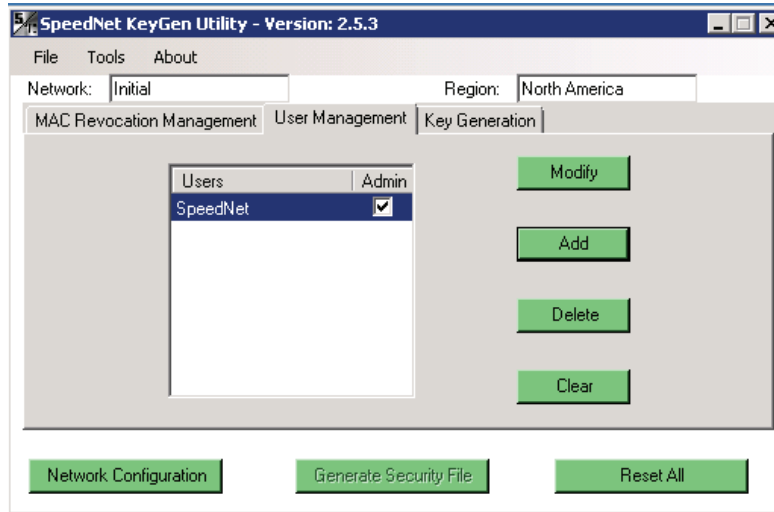 SpeedNet KeyGen Utility - Version: 2.5.3
File Tools About
Network: Initial Region: North America
MAC Revocation Management User Management Key Generation
Users Admin
SpeedNet
Modify
Add
Delete
Clear
Network Configuration Generate Security File Reset All